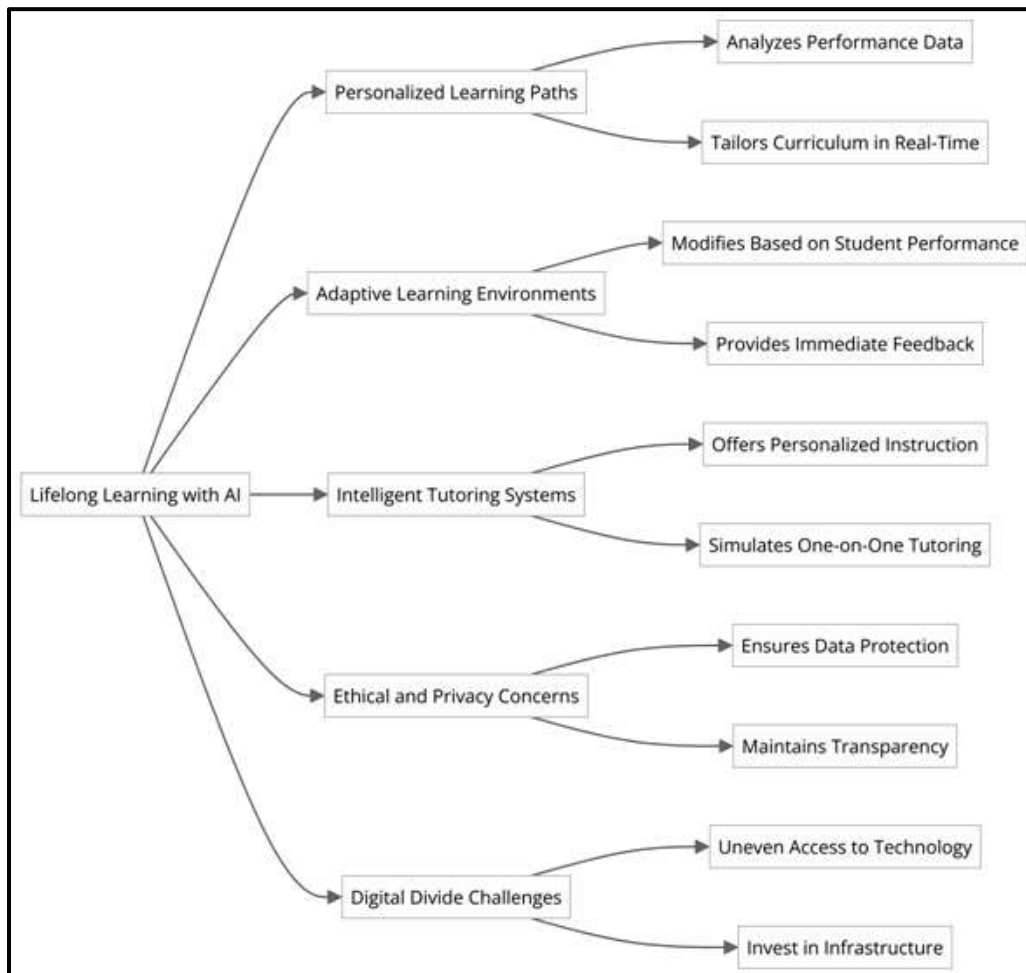 Analyzes Performance Data
Personalized Learning Paths
Tailors Curriculum in Real-Time
Modifies Based on Student Performance
Adaptive Learning Environments
Provides Immediate Feedback
Offers Personalized Instruction
Lifelong Learning with AI
Intelligent Tutoring Systems
Simulates One-on-One Tutoring
Ensures Data Protection
Ethical and Privacy Concerns
Maintains Transparency
Uneven Access to Technology
Digital Divide Challenges
Invest in Infrastructure